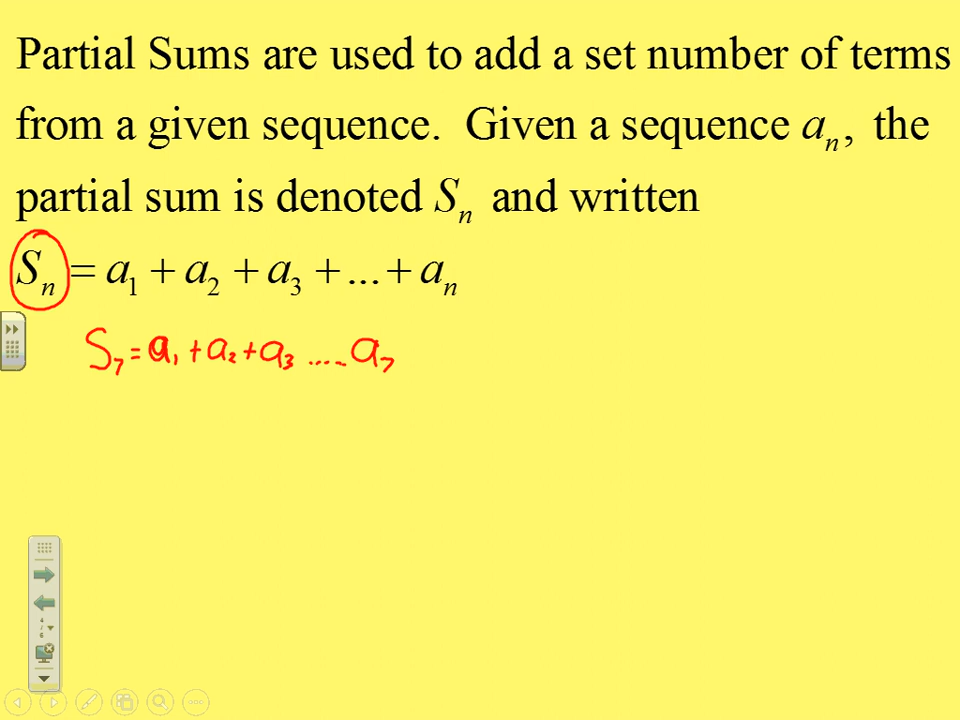 Partial Sums are used to add a set number of terms
from a given sequence. Given a sequence aₙ, the
partial sum is denoted Sₙ and written
Sₙ = a₁ + a₂ + a₃ + ... + aₙ
S₇ = a₁ + a₂ + a₃ ..... a₇